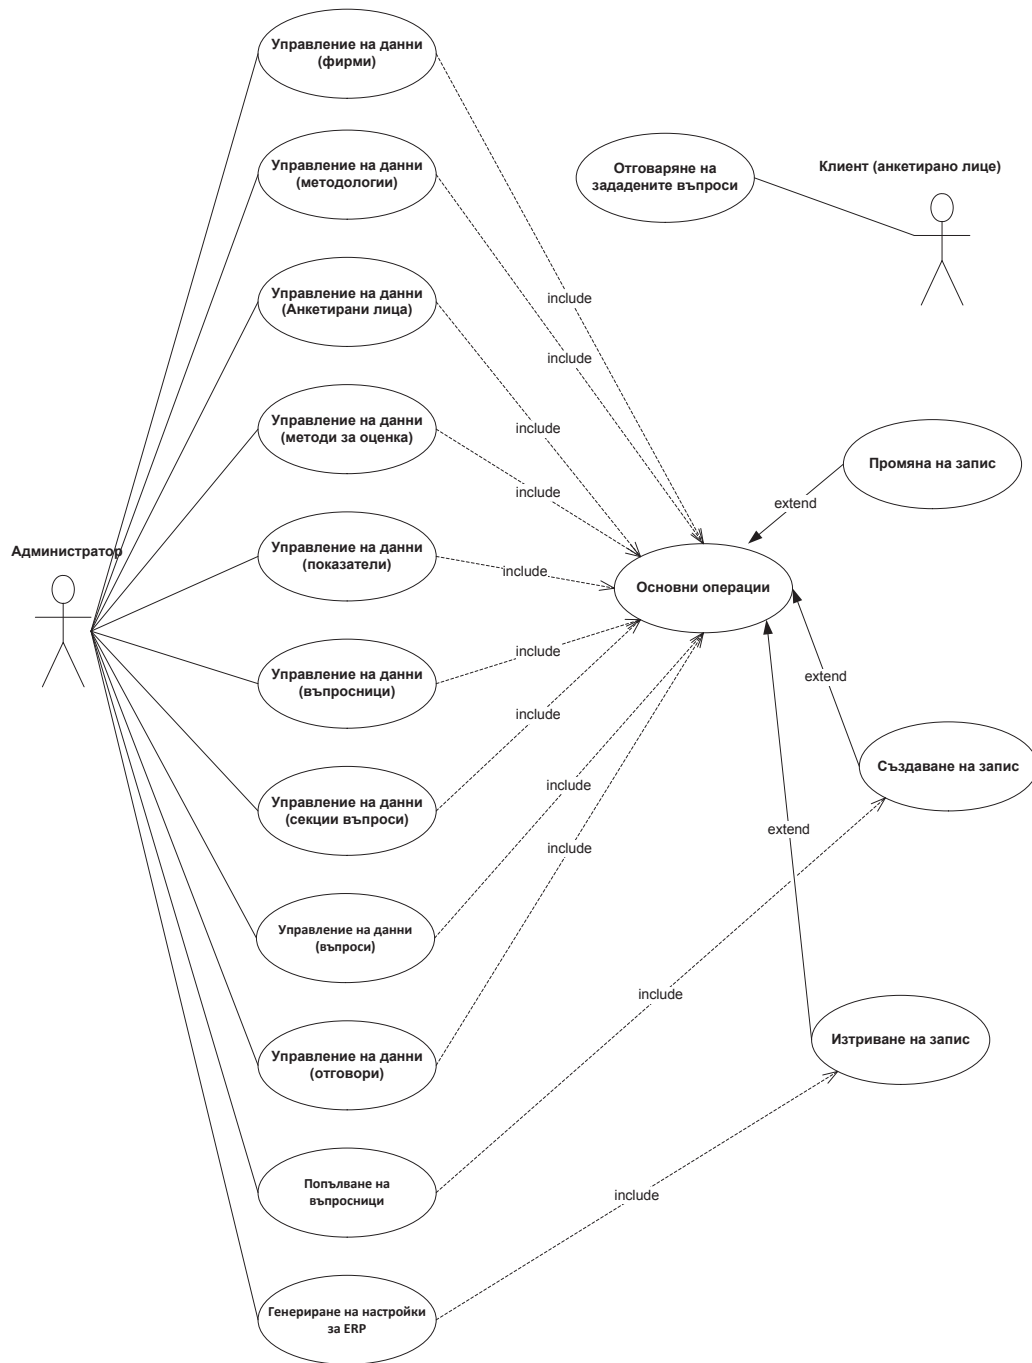 Управление на данни
(фирми)
Управление на данни
(методологии)
Отговаряне на
зададените въпроси
Клиент (анкетирано лице)
Управление на данни
(Анкетирани лица)
include
include
Управление на данни
(методи за оценка)
include
include
Промяна на запис
extend
Администратор
Управление на данни
(показатели)
include
Основни операции
Управление на данни
(въпросници)
include
extend
Управление на данни
(секции въпроси)
include
Създаване на запис
include
extend
include
Управление на данни
(въпроси)
include
Управление на данни
(отговори)
Изтриване на запис
Попълване на
въпросници
include
Генериране на настройки
за ERP